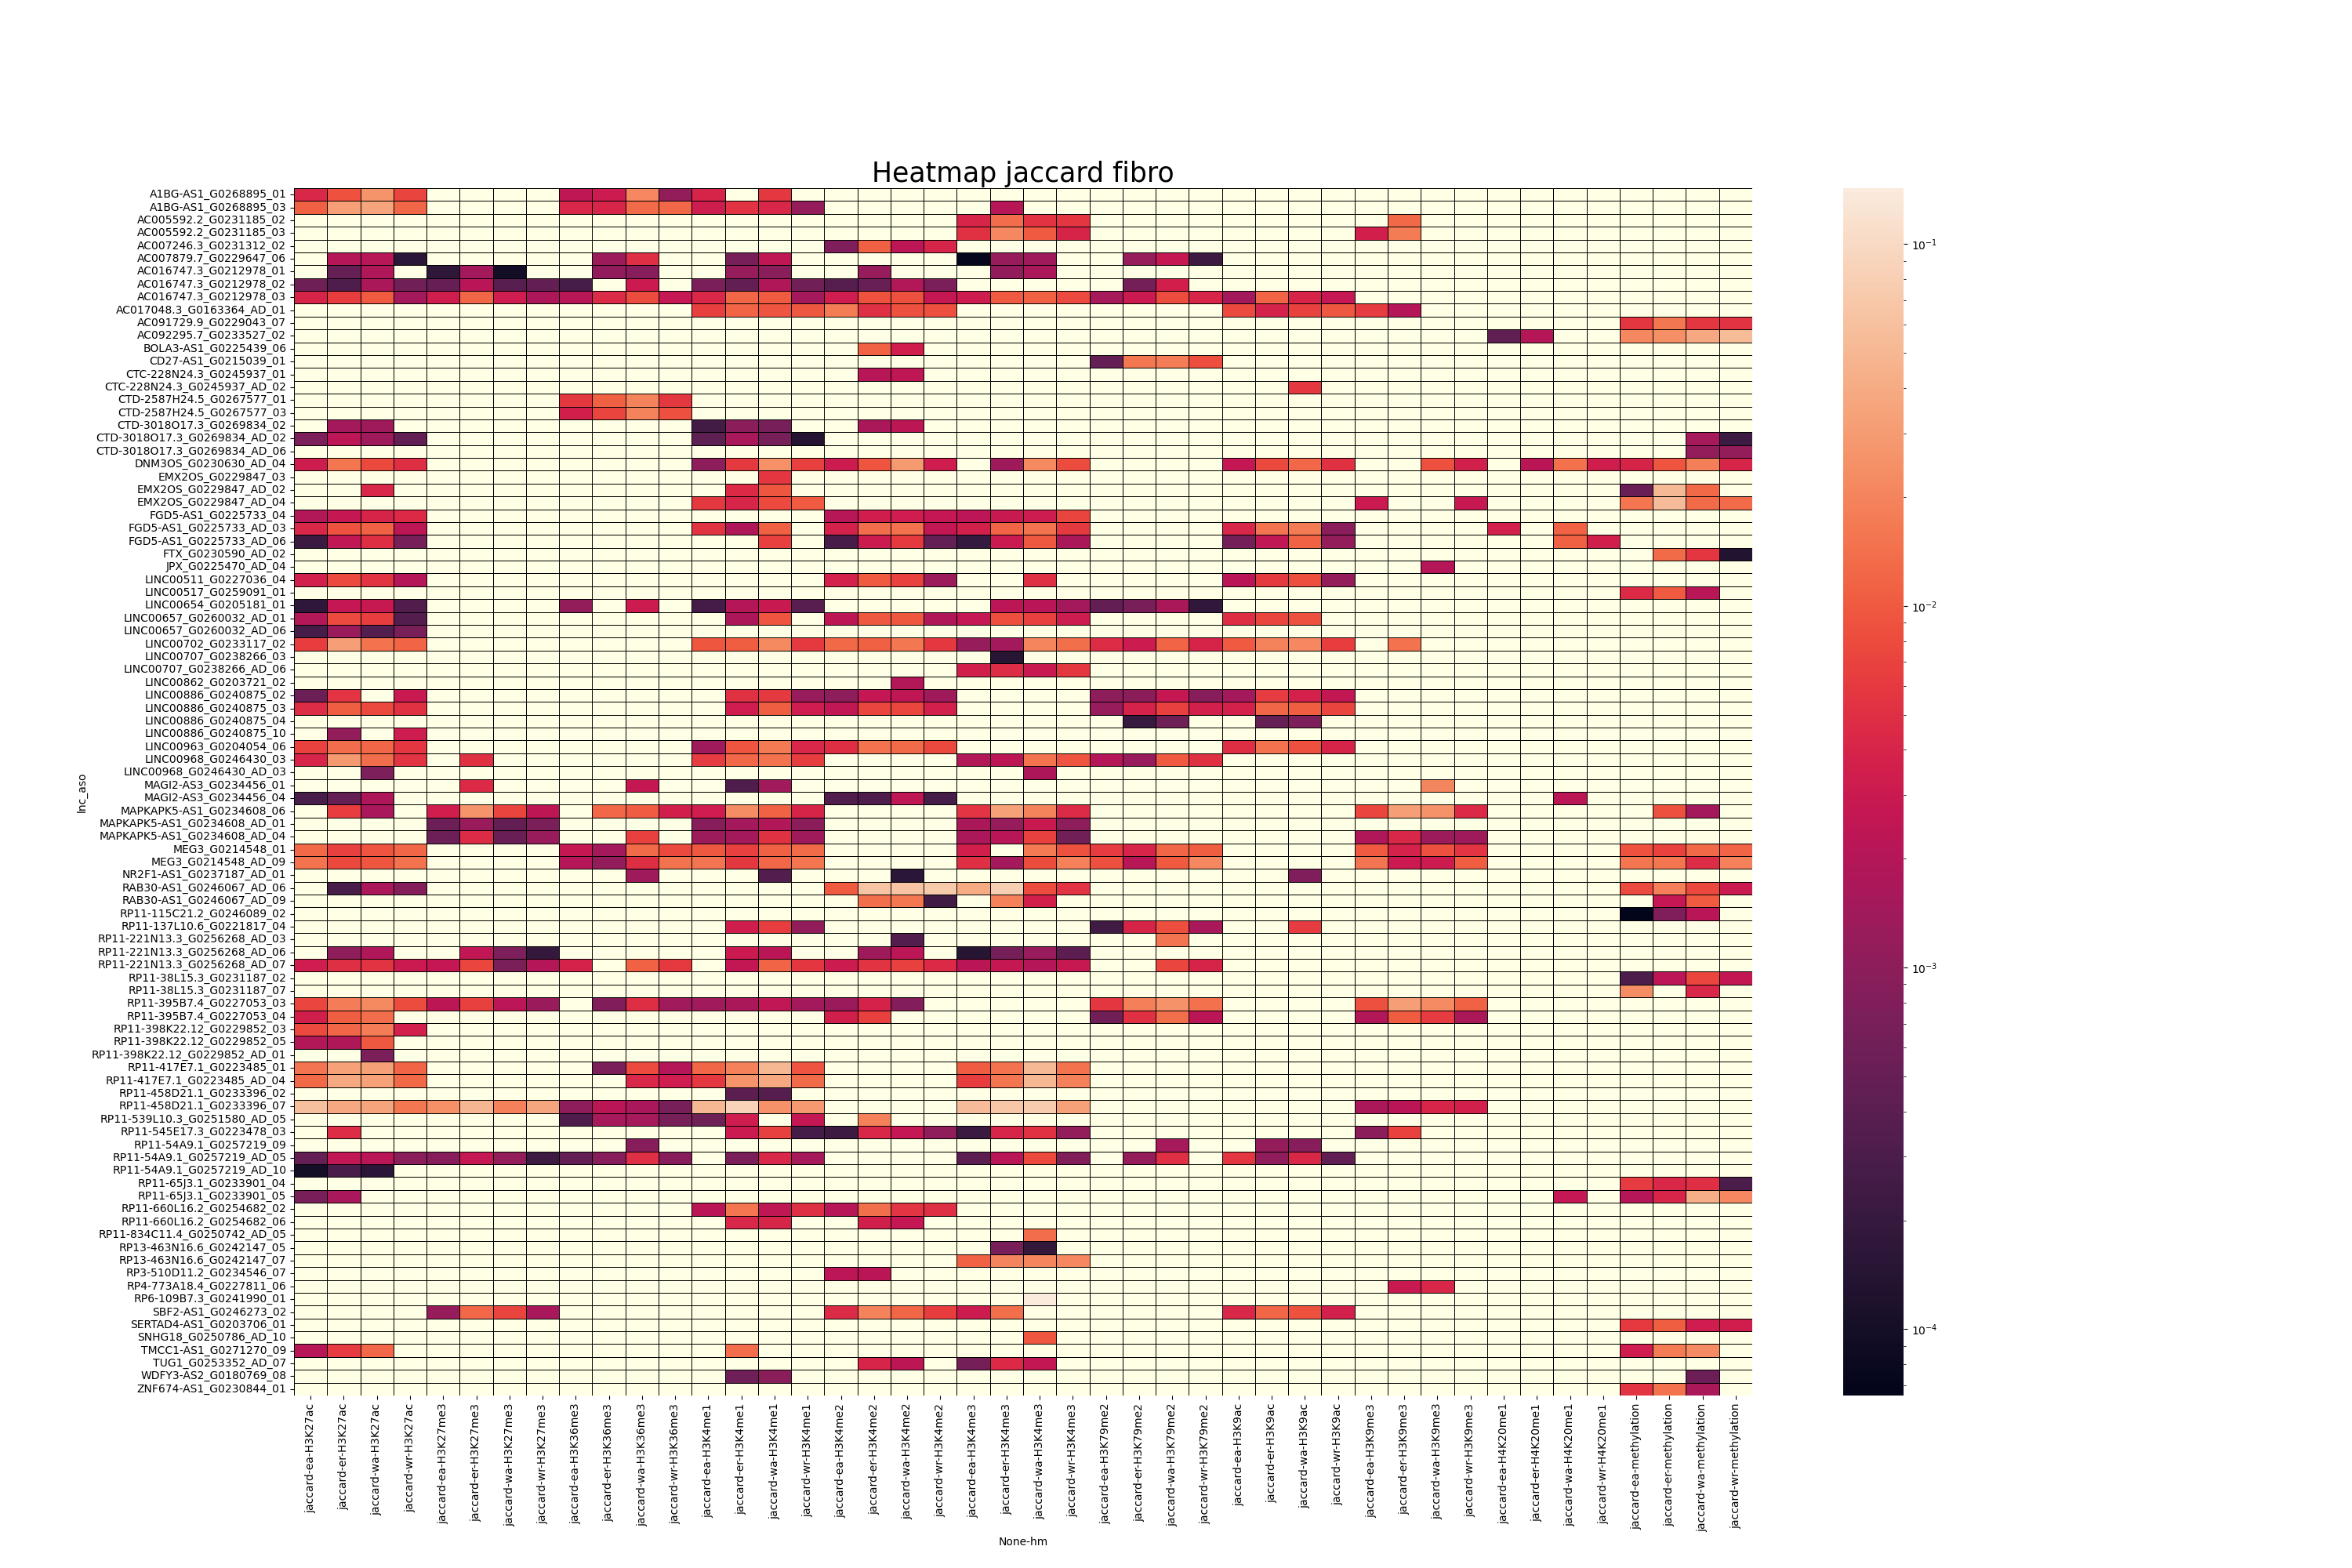 Heatmap jaccard fibro
A1BG-AS1_G0268895_01
A1BG-AS1_G0268895_03
AC005592.2_G0231185_02
AC005592.2_G0231185_03
AC007246.3_G0231312_02
AC007879.7_G0229647_06
AC016747.3_G0212978_01
AC016747.3_G0212978_02
AC016747.3_G0212978_03
AC017048.3_G0163364_AD_01
AC091729.9_G0229043_07
AC092295.7_G0233527_02
BOLA3-AS1_G0225439_06
CD27-AS1_G0215039_01
CTC-228N24.3_G0245937_01
CTC-228N24.3_G0245937_AD_02
CTD-2587H24.5_G0267577_01
CTD-2587H24.5_G0267577_03
CTD-3018O17.3_G0269834_02
CTD-3018O17.3_G0269834_AD_02
CTD-3018O17.3_G0269834_AD_06
DNM3OS_G0230630_AD_04
EMX2OS_G0229847_03
EMX2OS_G0229847_AD_02
EMX2OS_G0229847_AD_04
FGD5-AS1_G0225733_04
FGD5-AS1_G0225733_AD_03
FGD5-AS1_G0225733_AD_06
FTX_G0230590_AD_02
JPX_G0225470_AD_04
LINC00511_G0227036_04
LINC00517_G0259091_01
LINC00654_G0205181_01
LINC00657_G0260032_AD_01
LINC00657_G0260032_AD_06
LINC00702_G0233117_02
LINC00707_G0238266_03
LINC00707_G0238266_AD_06
LINC00862_G0203721_02
LINC00886_G0240875_02
LINC00886_G0240875_03
LINC00886_G0240875_04
LINC00886_G0240875_10
LINC00963_G0204054_06
LINC00968_G0246430_03
LINC00968_G0246430_AD_03
MAGI2-AS3_G0234456_01
MAGI2-AS3_G0234456_04
MAPKAPK5-AS1_G0234608_06
MAPKAPK5-AS1_G0234608_AD_01
MAPKAPK5-AS1_G0234608_AD_04
MEG3_G0214548_01
MEG3_G0214548_AD_09
NR2F1-AS1_G0237187_AD_01
RAB30-AS1_G0246067_AD_06
RAB30-AS1_G0246067_AD_09
RP11-115C21.2_G0246089_02
RP11-137L10.6_G0221817_04
RP11-221N13.3_G0256268_AD_03
RP11-221N13.3_G0256268_AD_06
RP11-221N13.3_G0256268_AD_07
RP11-38L15.3_G0231187_02
RP11-38L15.3_G0231187_07
RP11-395B7.4_G0227053_03
RP11-395B7.4_G0227053_04
RP11-398K22.12_G0229852_03
RP11-398K22.12_G0229852_05
RP11-398K22.12_G0229852_AD_01
RP11-417E7.1_G0223485_01
RP11-417E7.1_G0223485_AD_04
RP11-458D21.1_G0233396_02
RP11-458D21.1_G0233396_07
RP11-539L10.3_G0251580_AD_05
RP11-545E17.3_G0223478_03
RP11-54A9.1_G0257219_09
RP11-54A9.1_G0257219_AD_05
RP11-54A9.1_G0257219_AD_10
RP11-65J3.1_G0233901_04
RP11-65J3.1_G0233901_05
RP11-660L16.2_G0254682_02
RP11-660L16.2_G0254682_06
RP11-834C11.4_G0250742_AD_05
RP13-463N16.6_G0242147_05
RP13-463N16.6_G0242147_07
RP3-510D11.2_G0234546_07
RP4-773A18.4_G0227811_06
RP6-109B7.3_G0241990_01
SBF2-AS1_G0246273_02
SERTAD4-AS1_G0203706_01
SNHG18_G0250786_AD_10
TMCC1-AS1_G0271270_09
TUG1_G0253352_AD_07
WDFY3-AS2_G0180769_08
ZNF674-AS1_G0230844_01
lnc_aso
jaccard-ea-H3K27ac
jaccard-er-H3K27ac
jaccard-wa-H3K27ac
jaccard-wr-H3K27ac
jaccard-ea-H3K27me3
jaccard-er-H3K27me3
jaccard-wa-H3K27me3
jaccard-wr-H3K27me3
jaccard-ea-H3K36me3
jaccard-er-H3K36me3
jaccard-wa-H3K36me3
jaccard-wr-H3K36me3
jaccard-ea-H3K4me1
jaccard-er-H3K4me1
jaccard-wa-H3K4me1
jaccard-wr-H3K4me1
jaccard-ea-H3K4me2
jaccard-er-H3K4me2
jaccard-wa-H3K4me2
jaccard-wr-H3K4me2
jaccard-ea-H3K4me3
jaccard-er-H3K4me3
jaccard-wa-H3K4me3
jaccard-wr-H3K4me3
jaccard-ea-H3K79me2
jaccard-er-H3K79me2
jaccard-wa-H3K79me2
jaccard-wr-H3K79me2
jaccard-ea-H3K9ac
jaccard-er-H3K9ac
jaccard-wa-H3K9ac
jaccard-wr-H3K9ac
jaccard-ea-H3K9me3
jaccard-er-H3K9me3
jaccard-wa-H3K9me3
jaccard-wr-H3K9me3
jaccard-ea-H4K20me1
jaccard-er-H4K20me1
jaccard-wa-H4K20me1
jaccard-wr-H4K20me1
jaccard-ea-methylation
jaccard-er-methylation
jaccard-wa-methylation
jaccard-wr-methylation
None-hm
10⁻¹
10⁻²
10⁻³
10⁻⁴